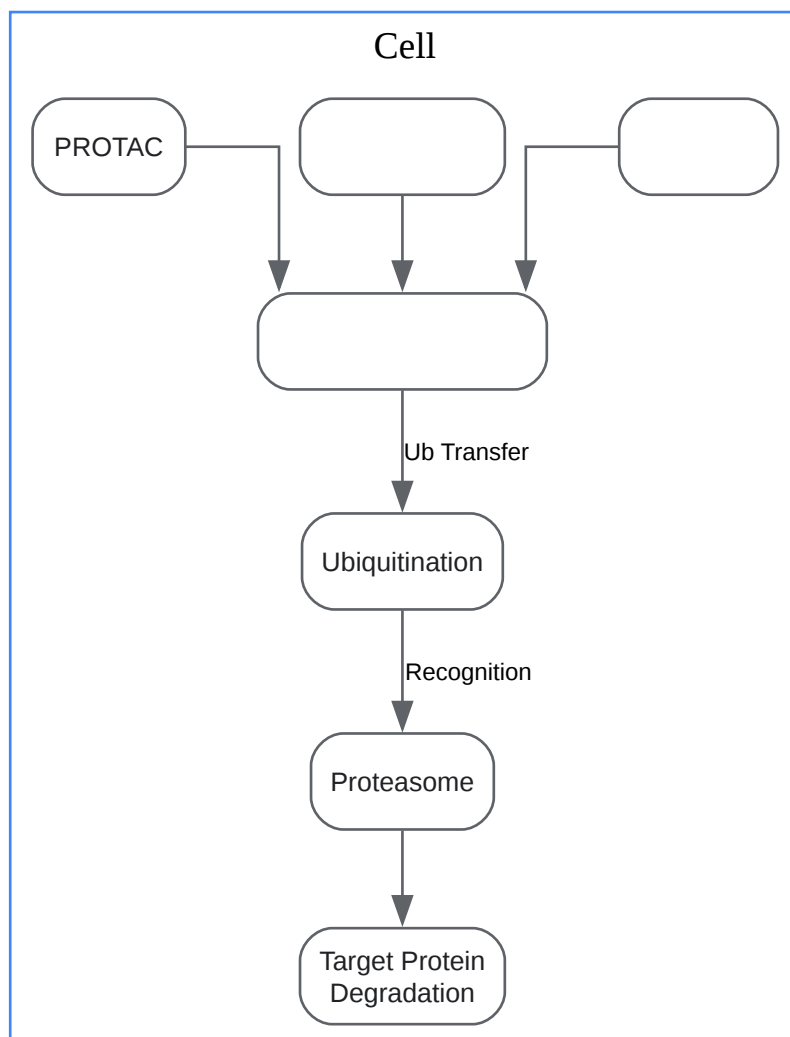 Cell
PROTAC
Ub Transfer
Ubiquitination
Recognition
Proteasome
Target Protein
Degradation